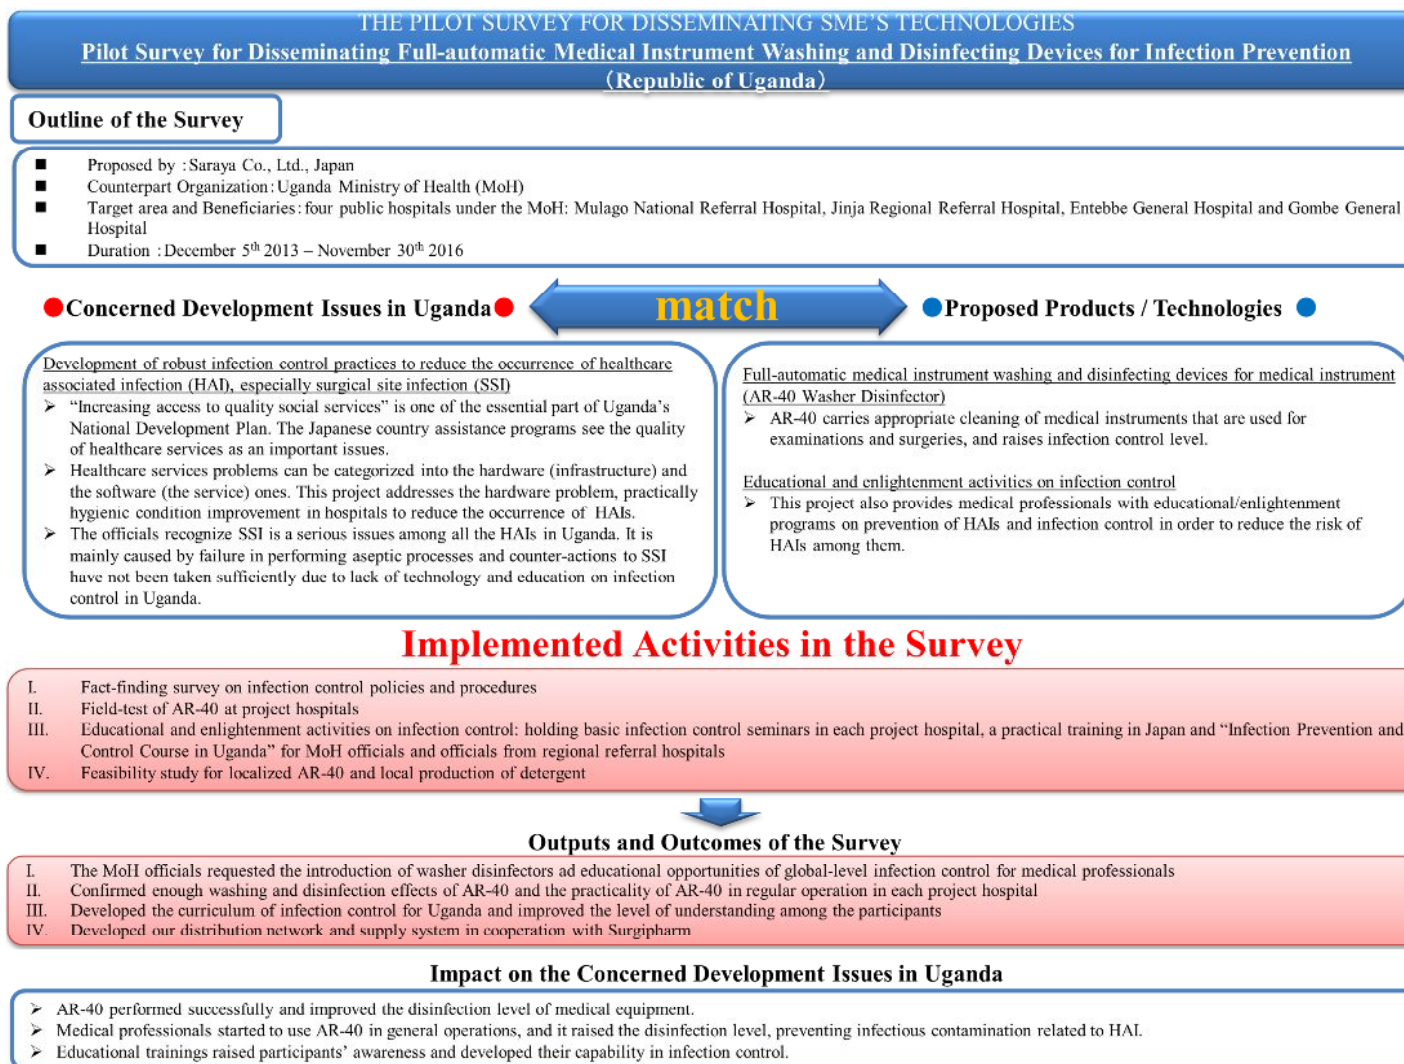 THE PILOT SURVEY FOR DISSEMINATING SME'S TECHNOLOGIES
Pilot Survey for Disseminating Full-automatic Medical Instrument Washing and Disinfecting Devices for Infection Prevention
(Republic of Uganda)
Outline of the Survey
■ Proposed by : Saraya Co., Ltd., Japan
■ Counterpart Organization : Uganda Ministry of Health (MoH)
■ Target area and Beneficiaries : four public hospitals under the MoH: Mulago National Referral Hospital, Jinja Regional Referral Hospital, Entebbe General Hospital and Gombe General
Hospital
■ Duration : December 5th 2013 – November 30th 2016
●Concerned Development Issues in Uganda●
match
●Proposed Products / Technologies ●
Development of robust infection control practices to reduce the occurrence of healthcare
associated infection (HAI), especially surgical site infection (SSI)
➢ "Increasing access to quality social services" is one of the essential part of Uganda's
National Development Plan. The Japanese country assistance programs see the quality
of healthcare services as an important issues.
➢ Healthcare services problems can be categorized into the hardware (infrastructure) and
the software (the service) ones. This project addresses the hardware problem, practically
hygienic condition improvement in hospitals to reduce the occurrence of HAIs.
➢ The officials recognize SSI is a serious issues among all the HAIs in Uganda. It is
mainly caused by failure in performing aseptic processes and counter-actions to SSI
have not been taken sufficiently due to lack of technology and education on infection
control in Uganda.
Full-automatic medical instrument washing and disinfecting devices for medical instrument
(AR-40 Washer Disinfector)
➢ AR-40 carries appropriate cleaning of medical instruments that are used for
examinations and surgeries, and raises infection control level.
Educational and enlightenment activities on infection control
➢ This project also provides medical professionals with educational/enlightenment
programs on prevention of HAIs and infection control in order to reduce the risk of
HAIs among them.
Implemented Activities in the Survey
I. Fact-finding survey on infection control policies and procedures
II. Field-test of AR-40 at project hospitals
III. Educational and enlightenment activities on infection control: holding basic infection control seminars in each project hospital, a practical training in Japan and "Infection Prevention and
Control Course in Uganda" for MoH officials and officials from regional referral hospitals
IV. Feasibility study for localized AR-40 and local production of detergent
Outputs and Outcomes of the Survey
I. The MoH officials requested the introduction of washer disinfectors ad educational opportunities of global-level infection control for medical professionals
II. Confirmed enough washing and disinfection effects of AR-40 and the practicality of AR-40 in regular operation in each project hospital
III. Developed the curriculum of infection control for Uganda and improved the level of understanding among the participants
IV. Developed our distribution network and supply system in cooperation with Surgipharm
Impact on the Concerned Development Issues in Uganda
➢ AR-40 performed successfully and improved the disinfection level of medical equipment.
➢ Medical professionals started to use AR-40 in general operations, and it raised the disinfection level, preventing infectious contamination related to HAI.
➢ Educational trainings raised participants' awareness and developed their capability in infection control.